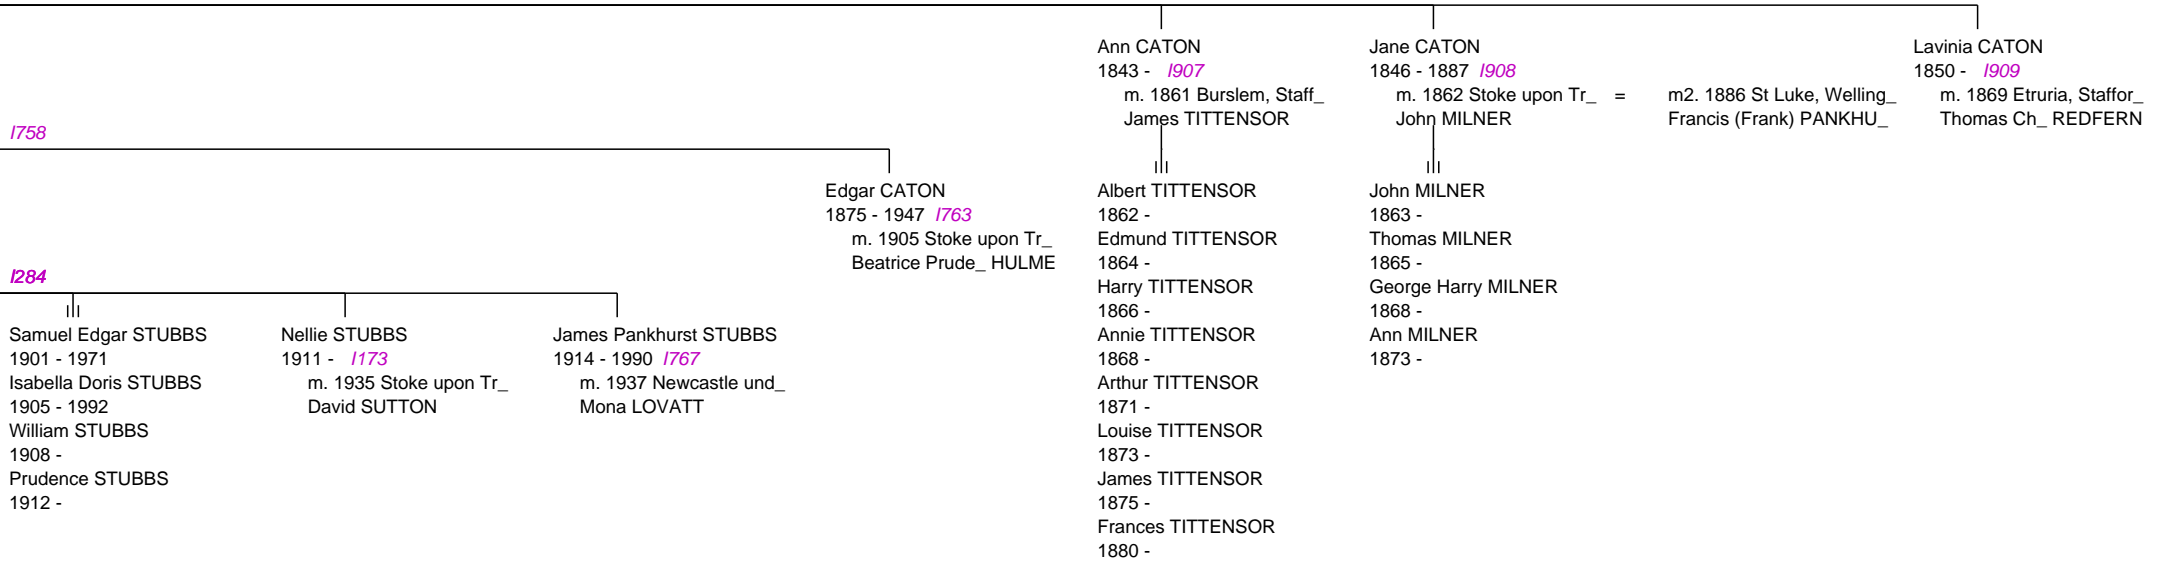 Ann CATON
1843 - I907
m. 1861 Burslem, Staff_
James TITTENSOR
Jane CATON
1846 - 1887 I908
m. 1862 Stoke upon Tr_ =
John MILNER
m2. 1886 St Luke, Welling_
Francis (Frank) PANKHU_
Lavinia CATON
1850 - I909
m. 1869 Etruria, Staffor_
Thomas Ch_ REDFERN
I758
Edgar CATON
1875 - 1947 I763
m. 1905 Stoke upon Tr_
Beatrice Prude_ HULME
Albert TITTENSOR
1862 -
Edmund TITTENSOR
1864 -
Harry TITTENSOR
1866 -
Annie TITTENSOR
1868 -
Arthur TITTENSOR
1871 -
Louise TITTENSOR
1873 -
James TITTENSOR
1875 -
Frances TITTENSOR
1880 -
John MILNER
1863 -
Thomas MILNER
1865 -
George Harry MILNER
1868 -
Ann MILNER
1873 -
I284
Samuel Edgar STUBBS
1901 - 1971
Isabella Doris STUBBS
1905 - 1992
William STUBBS
1908 -
Prudence STUBBS
1912 -
Nellie STUBBS
1911 - I173
m. 1935 Stoke upon Tr_
David SUTTON
James Pankhurst STUBBS
1914 - 1990 I767
m. 1937 Newcastle und_
Mona LOVATT